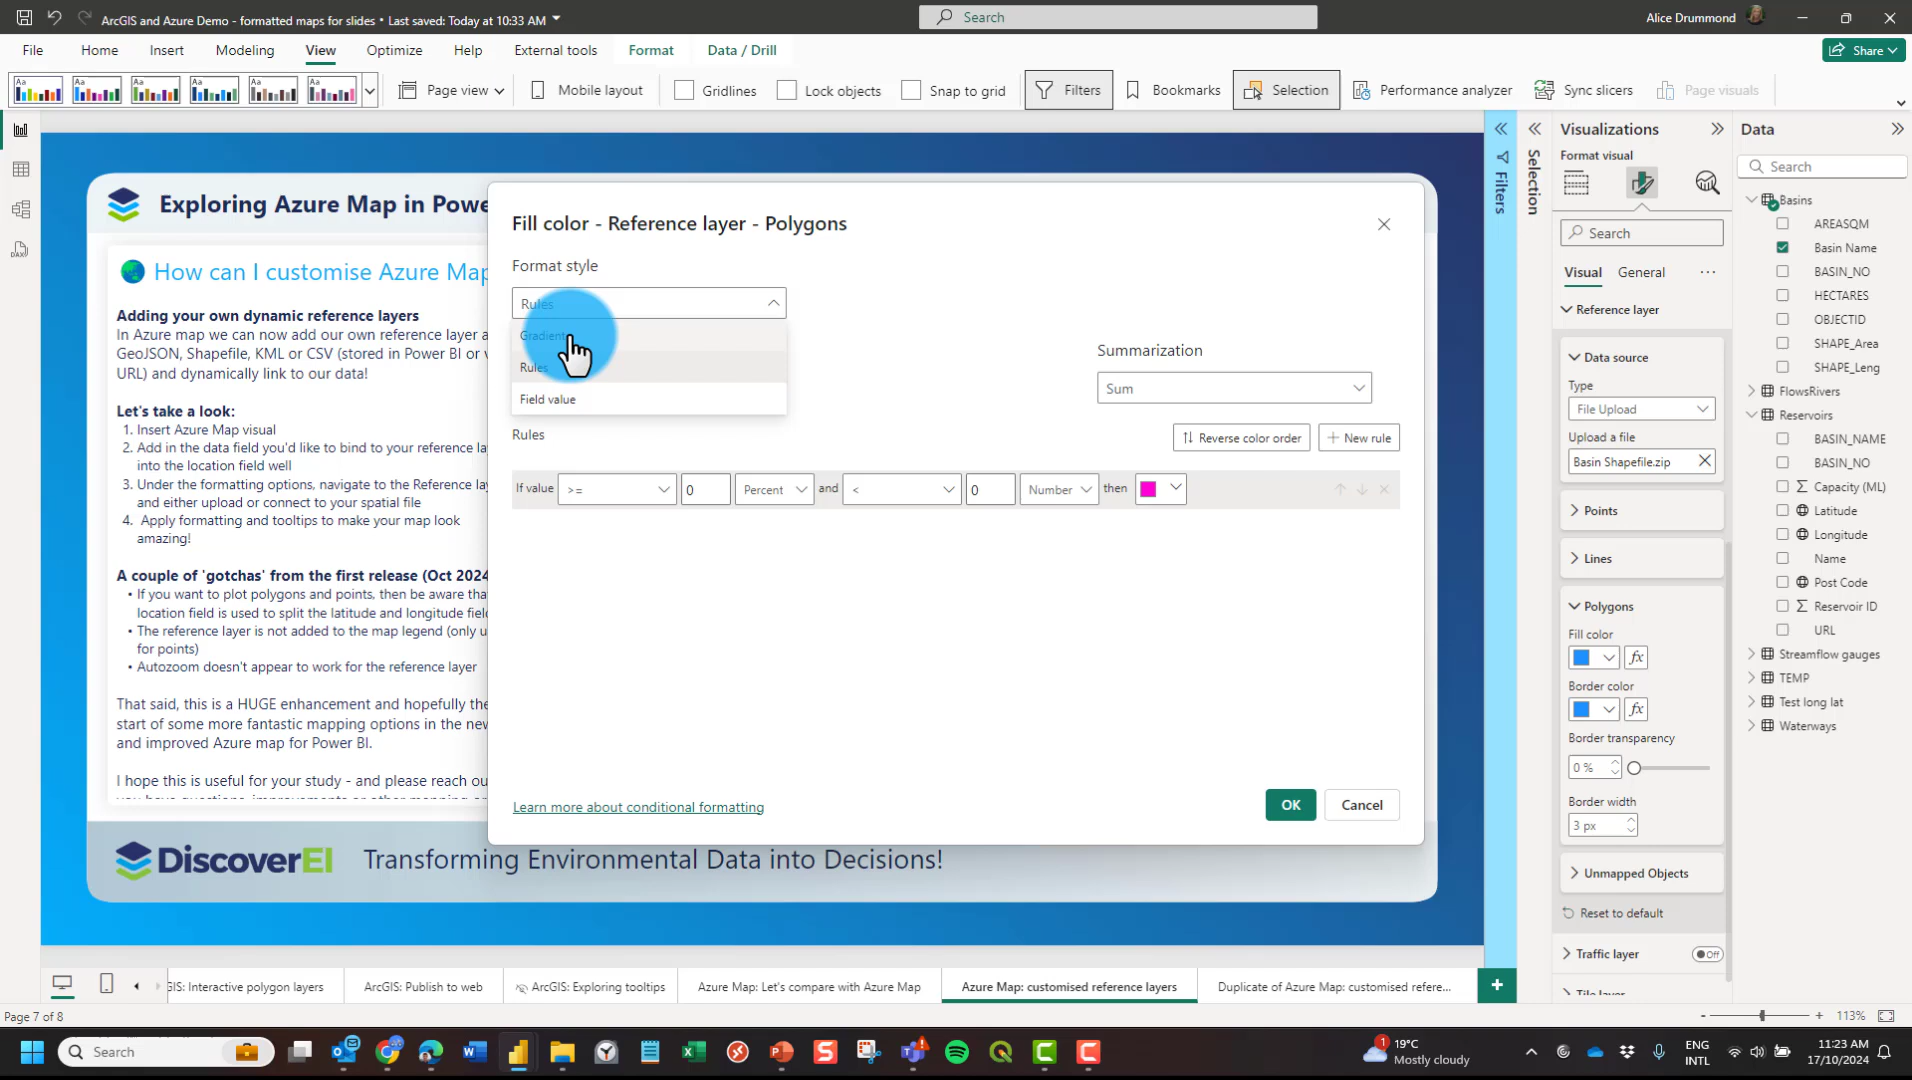 ArcGIS and Azure Demo - formatted maps for slides • Last saved: Today at 10:33 AM
Search
Alice Drummond
File
Home
Insert
Modeling
View
Optimize
Help
External tools
Format
Data / Drill
Share
Aa
Aa
Aa
Aa
Aa
Aa
Page view
Mobile layout
Gridlines
Lock objects
Snap to grid
Filters
Bookmarks
Selection
Performance analyzer
Sync slicers
Page visuals
Exploring Azure Map in Powe
How can I customise Azure Map
Adding your own dynamic reference layers
In Azure map we can now add our own reference layer a
GeoJSON, Shapefile, KML or CSV (stored in Power BI or v
URL) and dynamically link to our data!
Let's take a look:
1. Insert Azure Map visual
2. Add in the data field you'd like to bind to your reference la
into the location field well
3. Under the formatting options, navigate to the Reference lay
and either upload or connect to your spatial file
4. Apply formatting and tooltips to make your map look
amazing!
A couple of 'gotchas' from the first release (Oct 2024
• If you want to plot polygons and points, then be aware tha
location field is used to split the latitude and longitude field
• The reference layer is not added to the map legend (only u
for points)
• Autozoom doesn't appear to work for the reference layer
That said, this is a HUGE enhancement and hopefully the
start of some more fantastic mapping options in the new
and improved Azure map for Power BI.
I hope this is useful for your study - and please reach ou
DiscoverEI
Transforming Environmental Data into Decisions!
Fill color - Reference layer - Polygons
Format style
Rules
Gradient
Rules
Field value
Summarization
Sum
Rules
Reverse color order
New rule
If value
>=
0
Percent
and
<
0
Number
then
Learn more about conditional formatting
OK
Cancel
Filters
Selection
Visualizations
Format visual
Search
Visual
General
Reference layer
Data source
Type
File Upload
Upload a file
Basin Shapefile.zip
Points
Lines
Polygons
Fill color
fx
Border color
fx
Border transparency
0 %
Border width
3 px
Unmapped Objects
Reset to default
Traffic layer
Off
Tile layer
Data
Search
Basins
AREASQM
Basin Name
BASIN_NO
HECTARES
OBJECTID
SHAPE_Area
SHAPE_Leng
FlowsRivers
Reservoirs
BASIN_NAME
BASIN_NO
Capacity (ML)
Latitude
Longitude
Name
Post Code
Reservoir ID
URL
Streamflow gauges
TEMP
Test long lat
Waterways
GIS: Interactive polygon layers
ArcGIS: Publish to web
ArcGIS: Exploring tooltips
Azure Map: Let's compare with Azure Map
Azure Map: customised reference layers
Duplicate of Azure Map: customised refere...
Page 7 of 8
113%
Search
1
19°C
Mostly cloudy
ENG
INTL
11:23 AM
17/10/2024